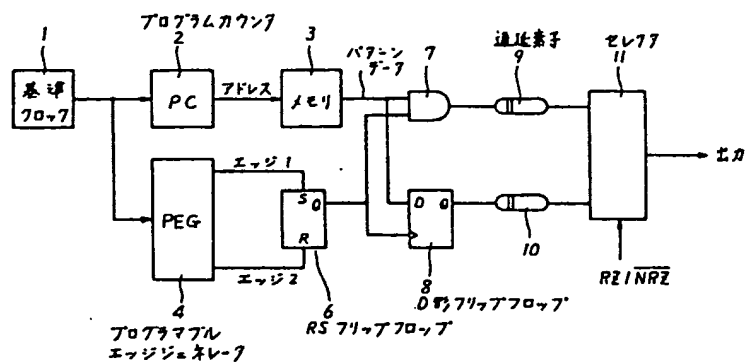 1
基準
クロック
プログラムカウンタ
2
PC
アドレス
3
メモリ
パターン
データ
7
遅延素子
9
セレクタ
11
出力
RZ/N̅R̅Z̅
PEG
4
プログラマブル
エッジジェネレータ
エッジ1
エッジ2
S
Q
R
6
RSフリップフロップ
D
Q
8
D形フリップフロップ
10